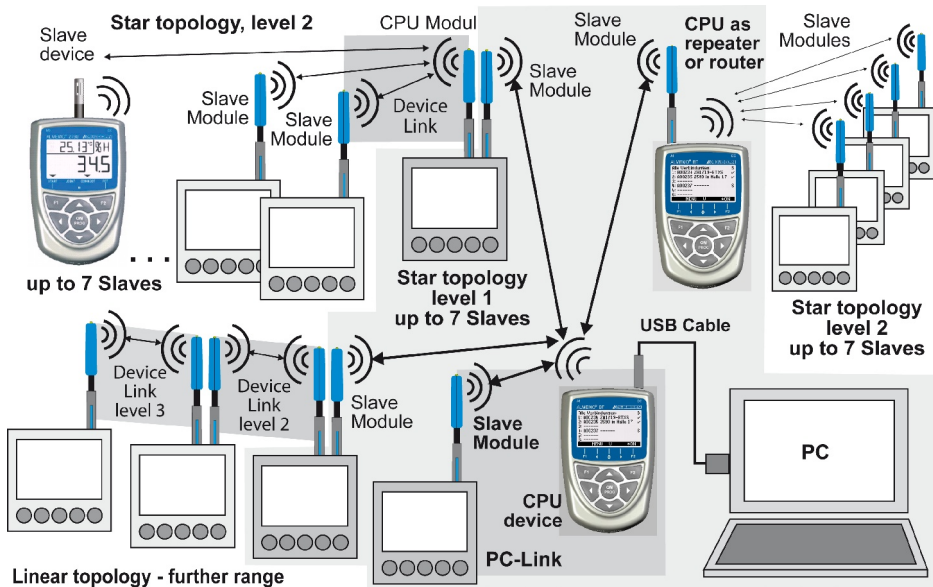 Star topology, level 2
CPU Modul
Slave
device
Slave
Module
CPU as
repeater
or router
Slave
Modules
Slave
Module
Slave
Module
Slave
Module
Device
Link
25.13 %H
34.5
up to 7 Slaves
Star topology
level 1
up to 7 Slaves
Star topology
level 2
up to 7 Slaves
USB Cable
Device
Link
level 3
Device
Link
level 2
Slave
Module
Slave
Module
PC
CPU
device
PC-Link
Linear topology - further range